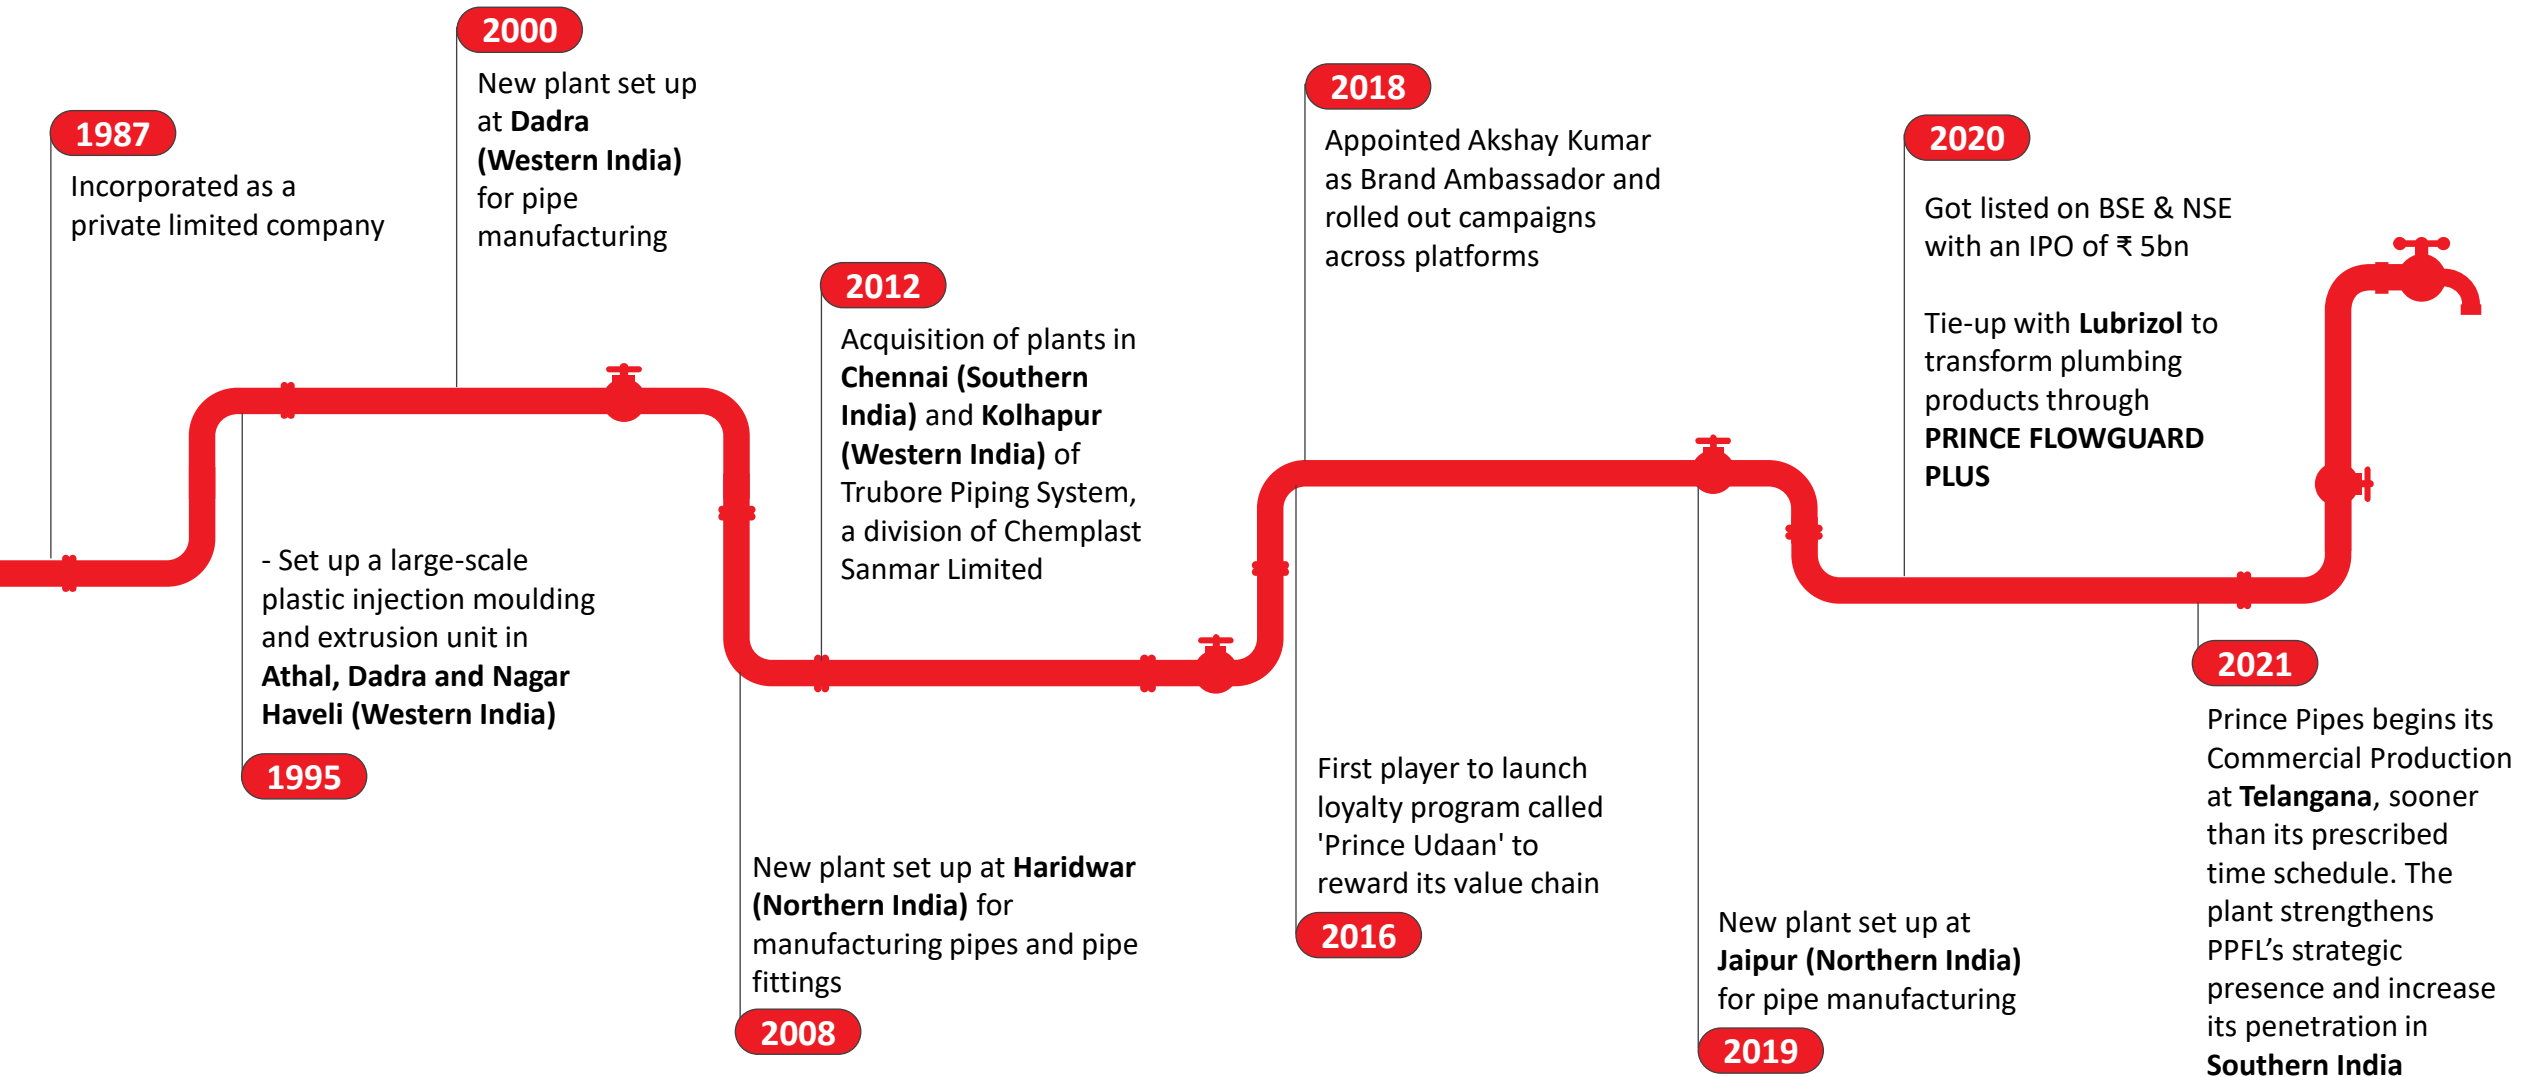 1987
Incorporated as a
private limited company
- Set up a large-scale
plastic injection moulding
and extrusion unit in
Athal, Dadra and Nagar
Haveli (Western India)
1995
2000
New plant set up
at Dadra
(Western India)
for pipe
manufacturing
New plant set up at Haridwar
(Northern India) for
manufacturing pipes and pipe
fittings
2008
2012
Acquisition of plants in
Chennai (Southern
India) and Kolhapur
(Western India) of
Trubore Piping System,
a division of Chemplast
Sanmar Limited
First player to launch
loyalty program called
'Prince Udaan' to
reward its value chain
2016
2018
Appointed Akshay Kumar
as Brand Ambassador and
rolled out campaigns
across platforms
New plant set up at
Jaipur (Northern India)
for pipe manufacturing
2019
2020
Got listed on BSE & NSE
with an IPO of ₹ 5bn
Tie-up with Lubrizol to
transform plumbing
products through
PRINCE FLOWGUARD
PLUS
2021
Prince Pipes begins its
Commercial Production
at Telangana, sooner
than its prescribed
time schedule. The
plant strengthens
PPFL’s strategic
presence and increase
its penetration in
Southern India